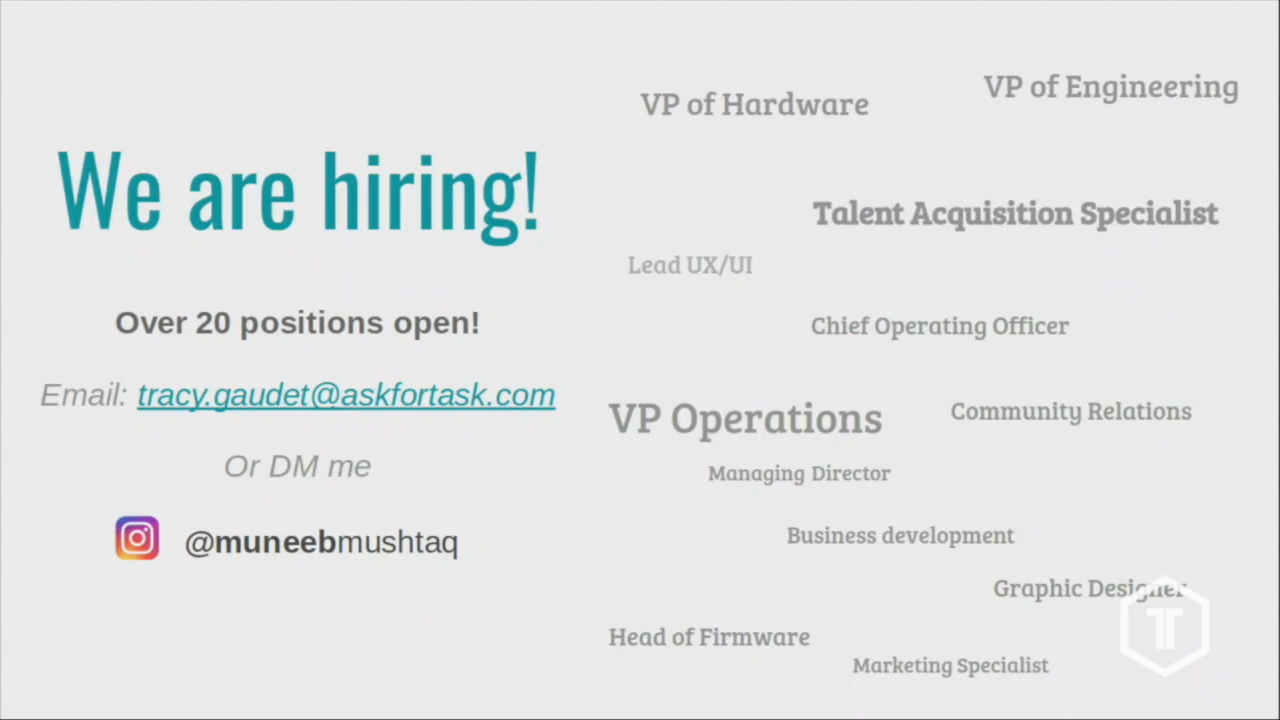 We are hiring!
Over 20 positions open!
Email: tracy.gaudet@askfortask.com
Or DM me
@muneebmushtaq
VP of Hardware
VP of Engineering
Talent Acquisition Specialist
Lead UX/UI
Chief Operating Officer
VP Operations
Community Relations
Managing Director
Business development
Graphic Designer
Head of Firmware
Marketing Specialist